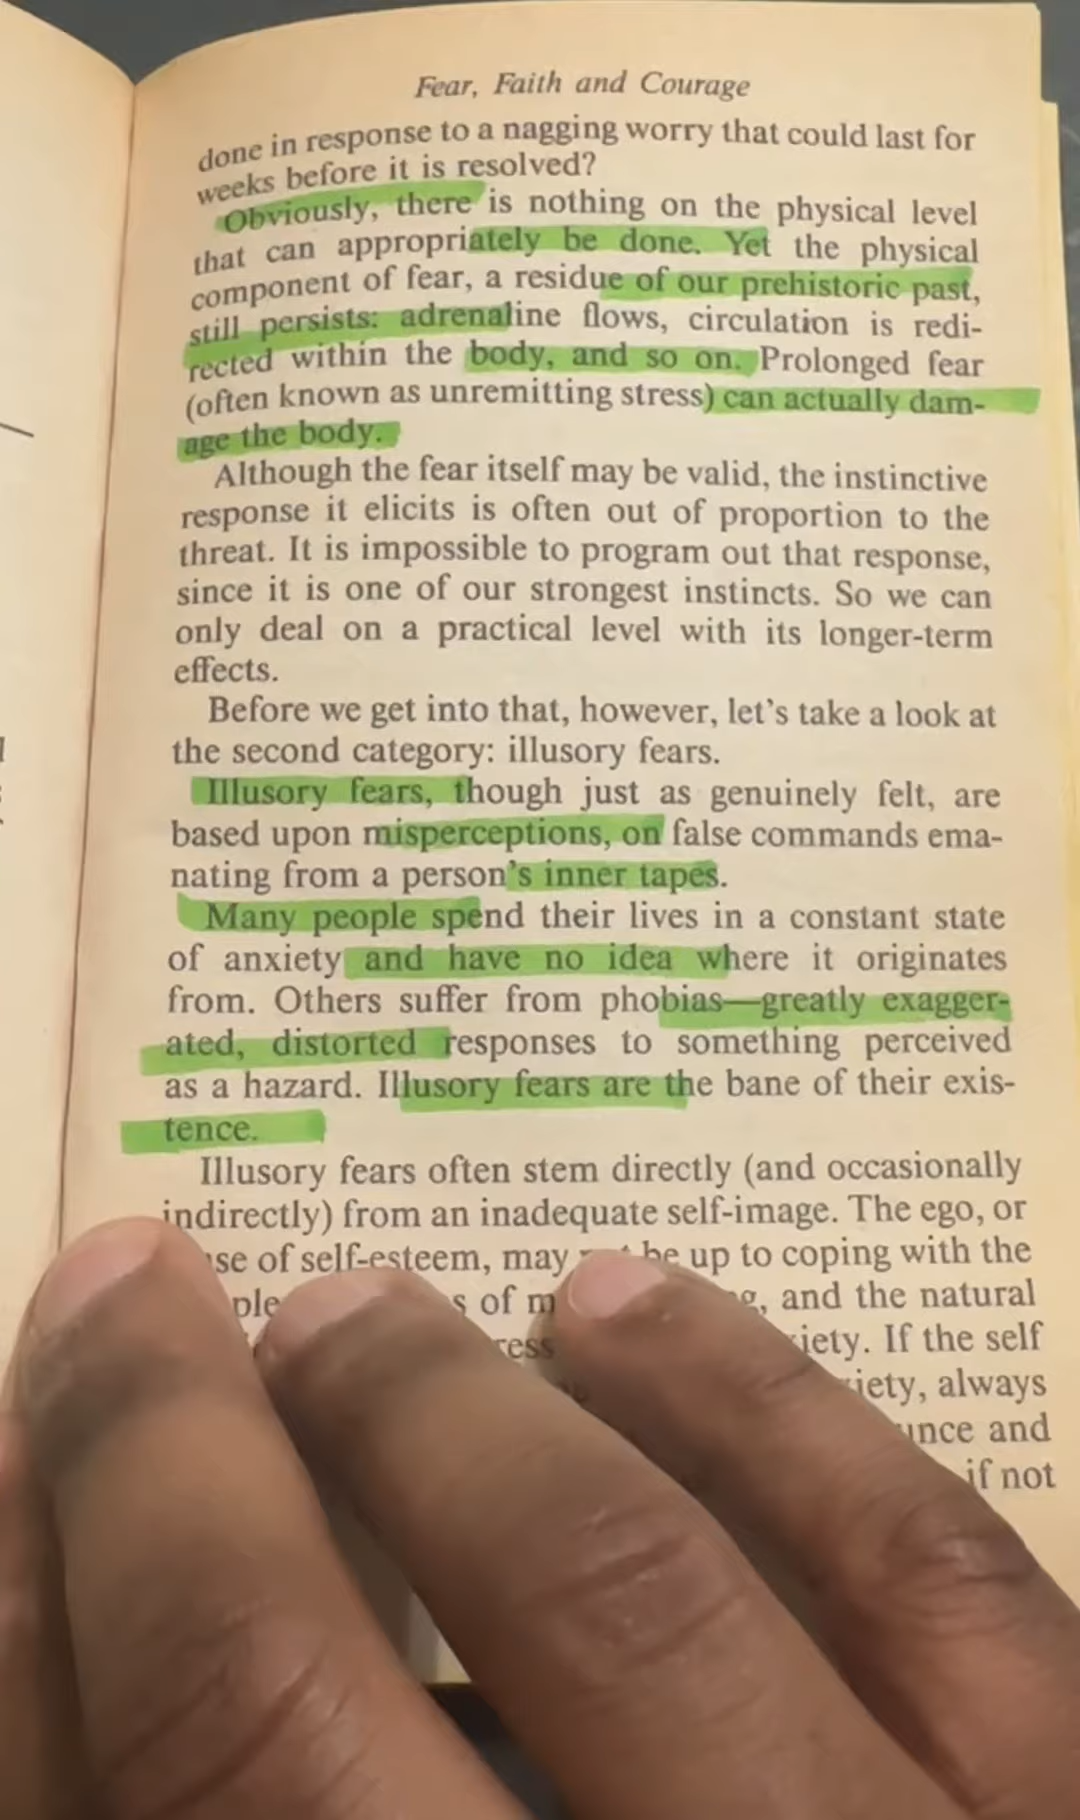 Fear, Faith and Courage
done in response to a nagging worry that could last for
weeks before it is resolved?
Obviously, there is nothing on the physical level
that can appropriately be done. Yet the physical
component of fear, a residue of our prehistoric past,
still persists: adrenaline flows, circulation is redi-
rected within the body, and so on. Prolonged fear
(often known as unremitting stress) can actually dam-
age the body.
Although the fear itself may be valid, the instinctive
response it elicits is often out of proportion to the
threat. It is impossible to program out that response,
since it is one of our strongest instincts. So we can
only deal on a practical level with its longer-term
effects.
Before we get into that, however, let's take a look at
the second category: illusory fears.
Illusory fears, though just as genuinely felt, are
based upon misperceptions, on false commands ema-
nating from a person's inner tapes.
Many people spend their lives in a constant state
of anxiety and have no idea where it originates
from. Others suffer from phobias—greatly exagger-
ated, distorted responses to something perceived
as a hazard. Illusory fears are the bane of their exis-
tence.
Illusory fears often stem directly (and occasionally
indirectly) from an inadequate self-image. The ego, or
of self-esteem, may be up to coping with the
of and the natural
If the self
always
and
if not